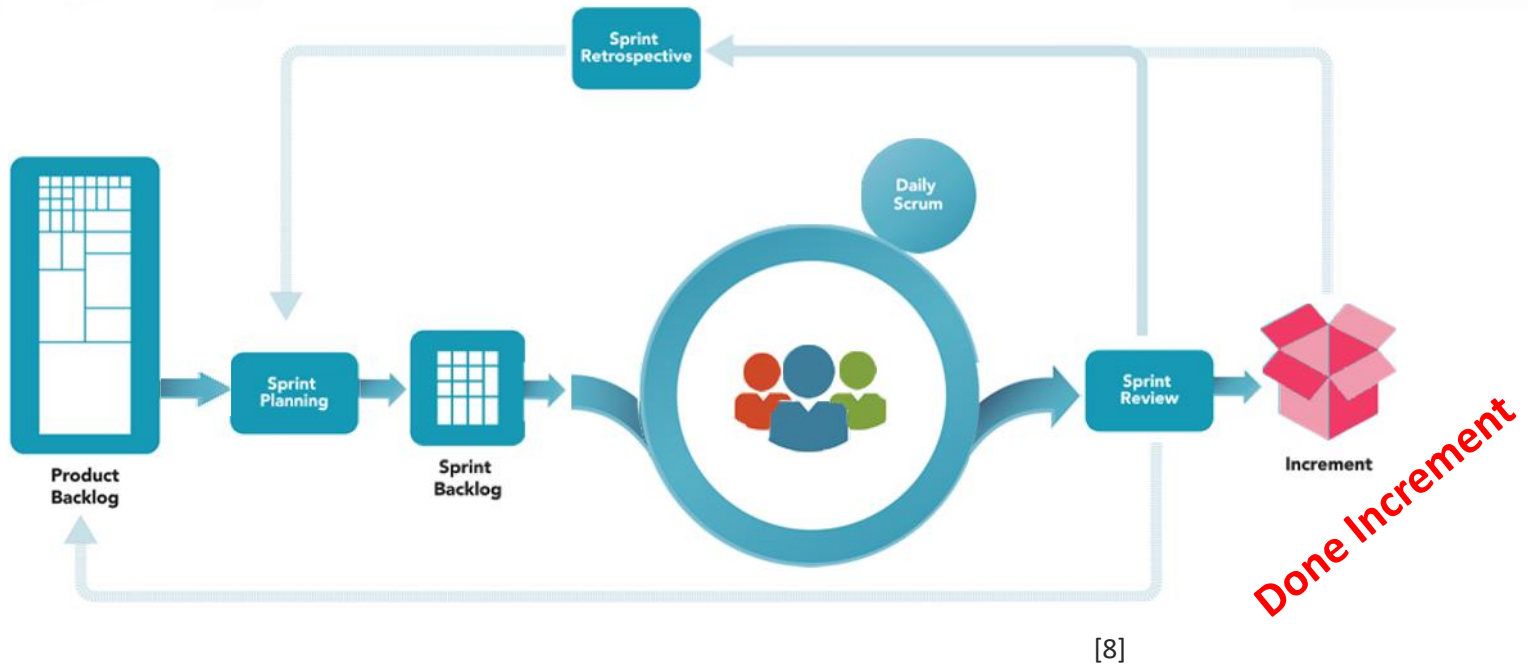 Sprint
Retrospective
Daily
Scrum
Product
Backlog
Sprint
Planning
Sprint
Backlog
Sprint
Review
Increment
Done Increment
[8]